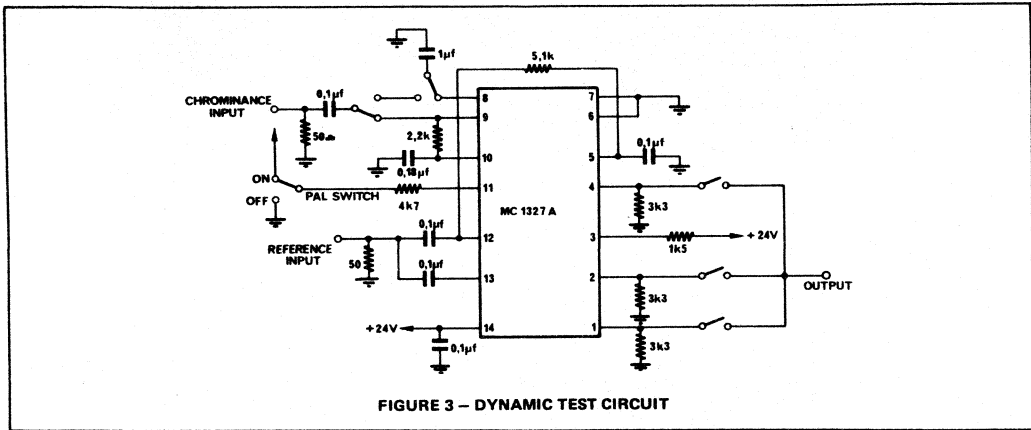 5,1k
1µf
CHROMINANCE
INPUT
0,1µf
50
8
7
9
6
2,2k
10
5
0,1µf
0,18µf
ON
PAL SWITCH
11
4
OFF
4k7
MC 1327A
3k3
0,1µf
REFERENCE
INPUT
12
3
+ 24V
1k5
50
0,1µf
13
2
OUTPUT
3k3
+24V
14
1
0,1µf
3k3
FIGURE 3 – DYNAMIC TEST CIRCUIT